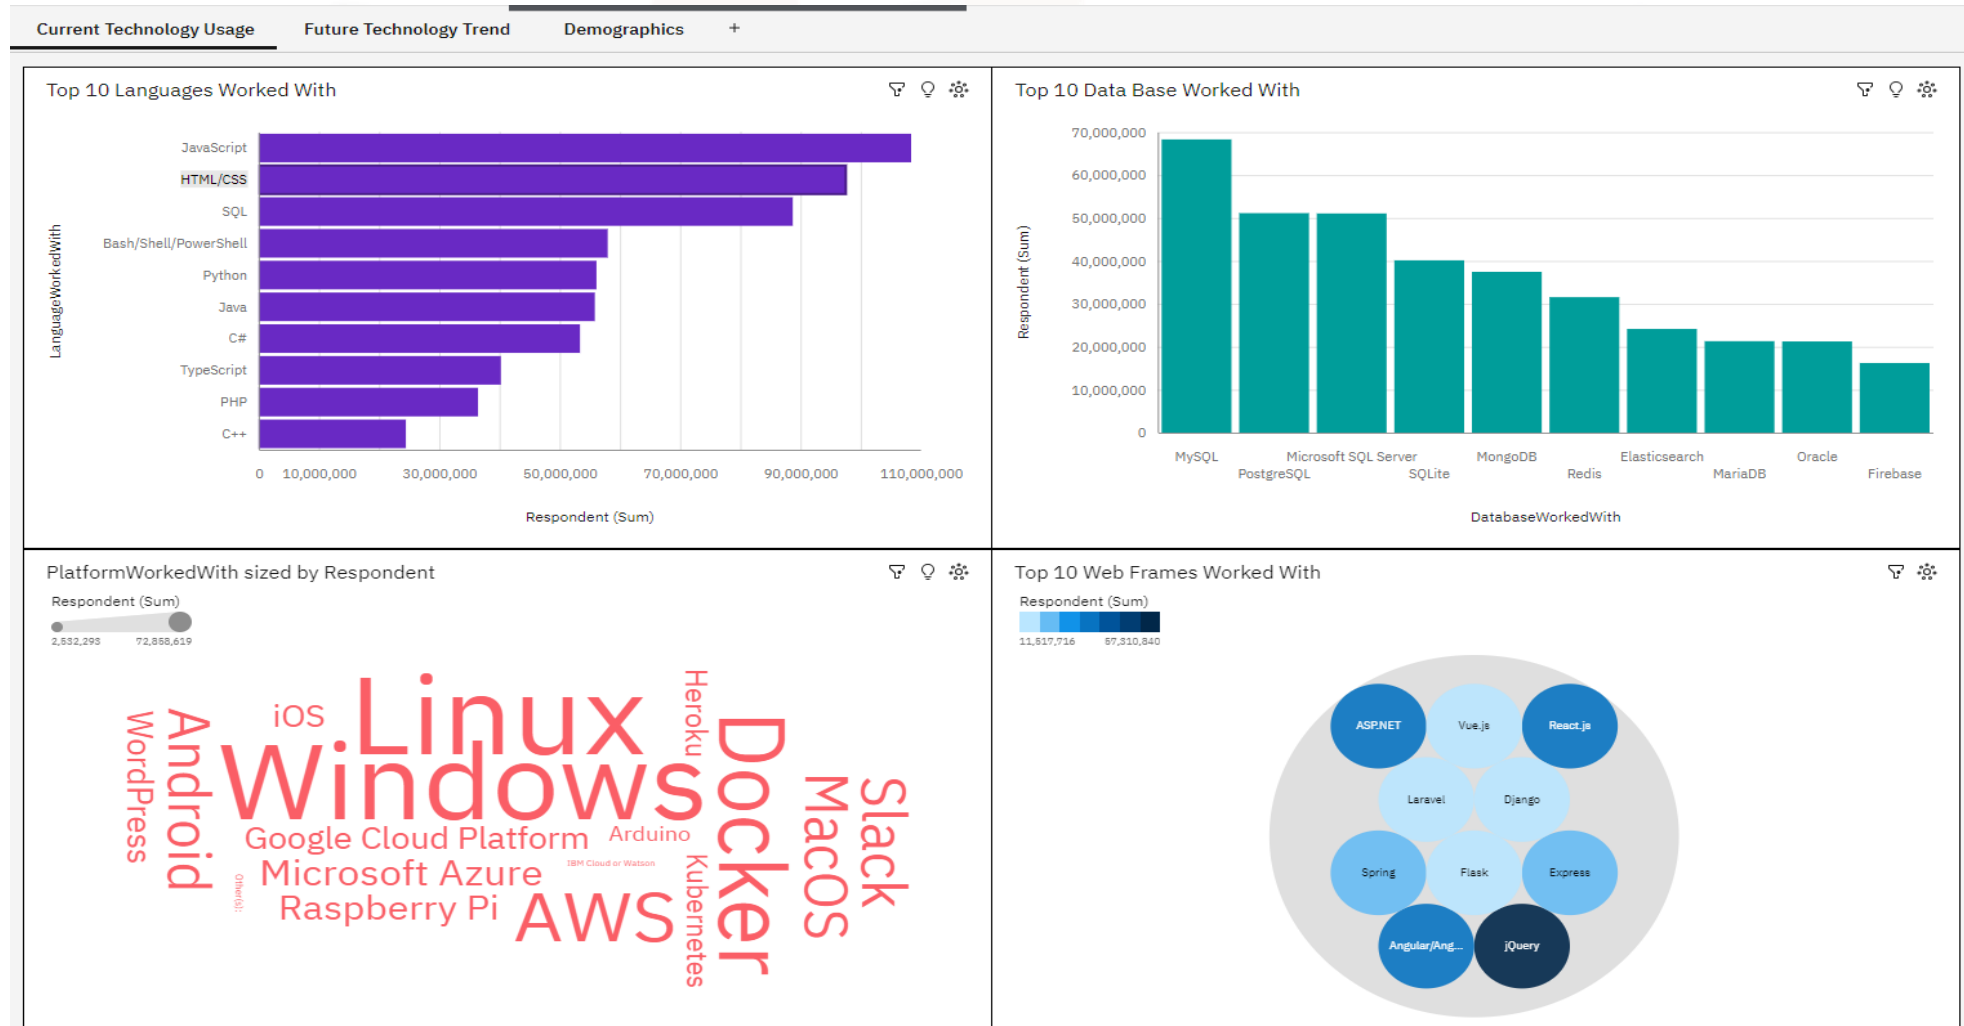 Current Technology Usage Future Technology Trend Demographics +
Top 10 Languages Worked With
LanguageWorkedWith
JavaScript
HTML/CSS
SQL
Bash/Shell/PowerShell
Python
Java
C#
TypeScript
PHP
C++
0 10,000,000 30,000,000 50,000,000 70,000,000 90,000,000 110,000,000
Respondent (Sum)
Top 10 Data Base Worked With
Respondent (Sum)
70,000,000
60,000,000
50,000,000
40,000,000
30,000,000
20,000,000
10,000,000
0
MySQL Microsoft SQL Server MongoDB Elasticsearch Oracle
PostgreSQL SQLite Redis MariaDB Firebase
DatabaseWorkedWith
PlatformWorkedWith sized by Respondent
Respondent (Sum)
2,532,293 72,858,619
WordPress
Android
iOS
Linux
Windows
Heroku
Docker
MacOS
Slack
Google Cloud Platform
Arduino
Microsoft Azure
IBM Cloud or Watson
Other(s):
Raspberry Pi
AWS
Kubernetes
Top 10 Web Frames Worked With
Respondent (Sum)
11,517,716 57,310,840
ASP.NET Vue.js React.js
Laravel Django
Spring Flask Express
Angular/Ang... jQuery